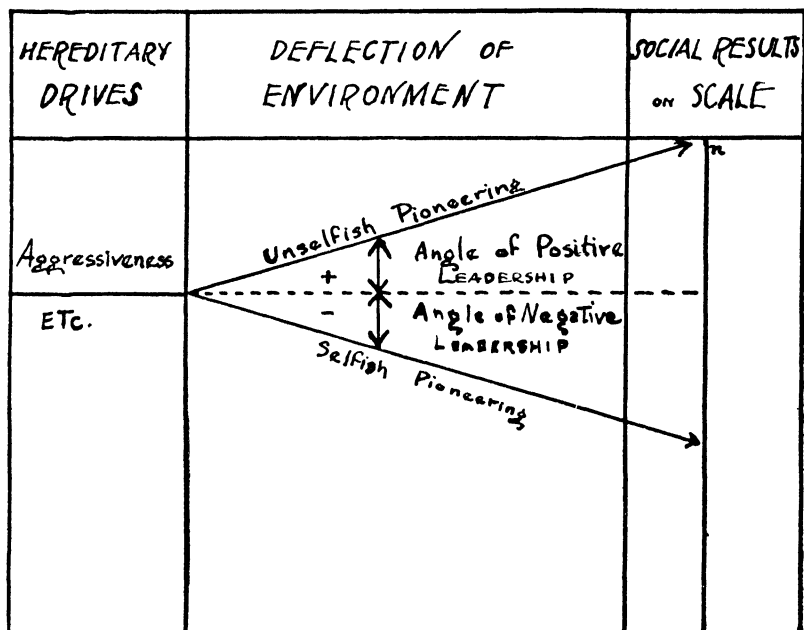 HEREDITARY
DRIVES
DEFLECTION OF
ENVIRONMENT
SOCIAL RESULTS
ON SCALE
n
Unselfish Pioneering
Aggressiveness
+
Angle of Positive
LEADERSHIP
-
Angle of Negative
LEADERSHIP
ETC.
Selfish Pioneering